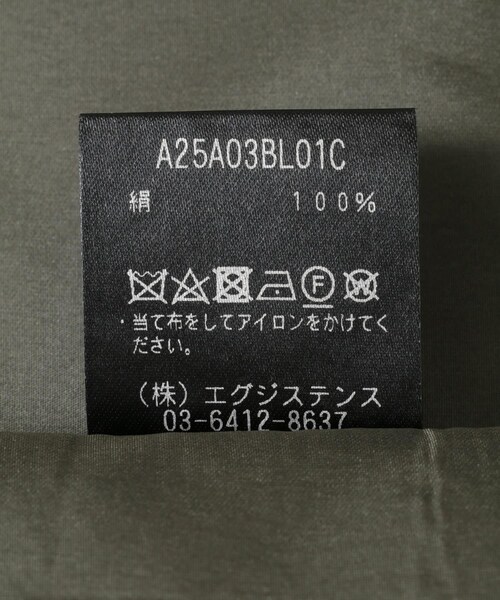 A25A03BL01C
絹 100%
F W
・当て布をしてアイロンをかけてく
ださい。
(株)エグジステンス
03-6412-8637